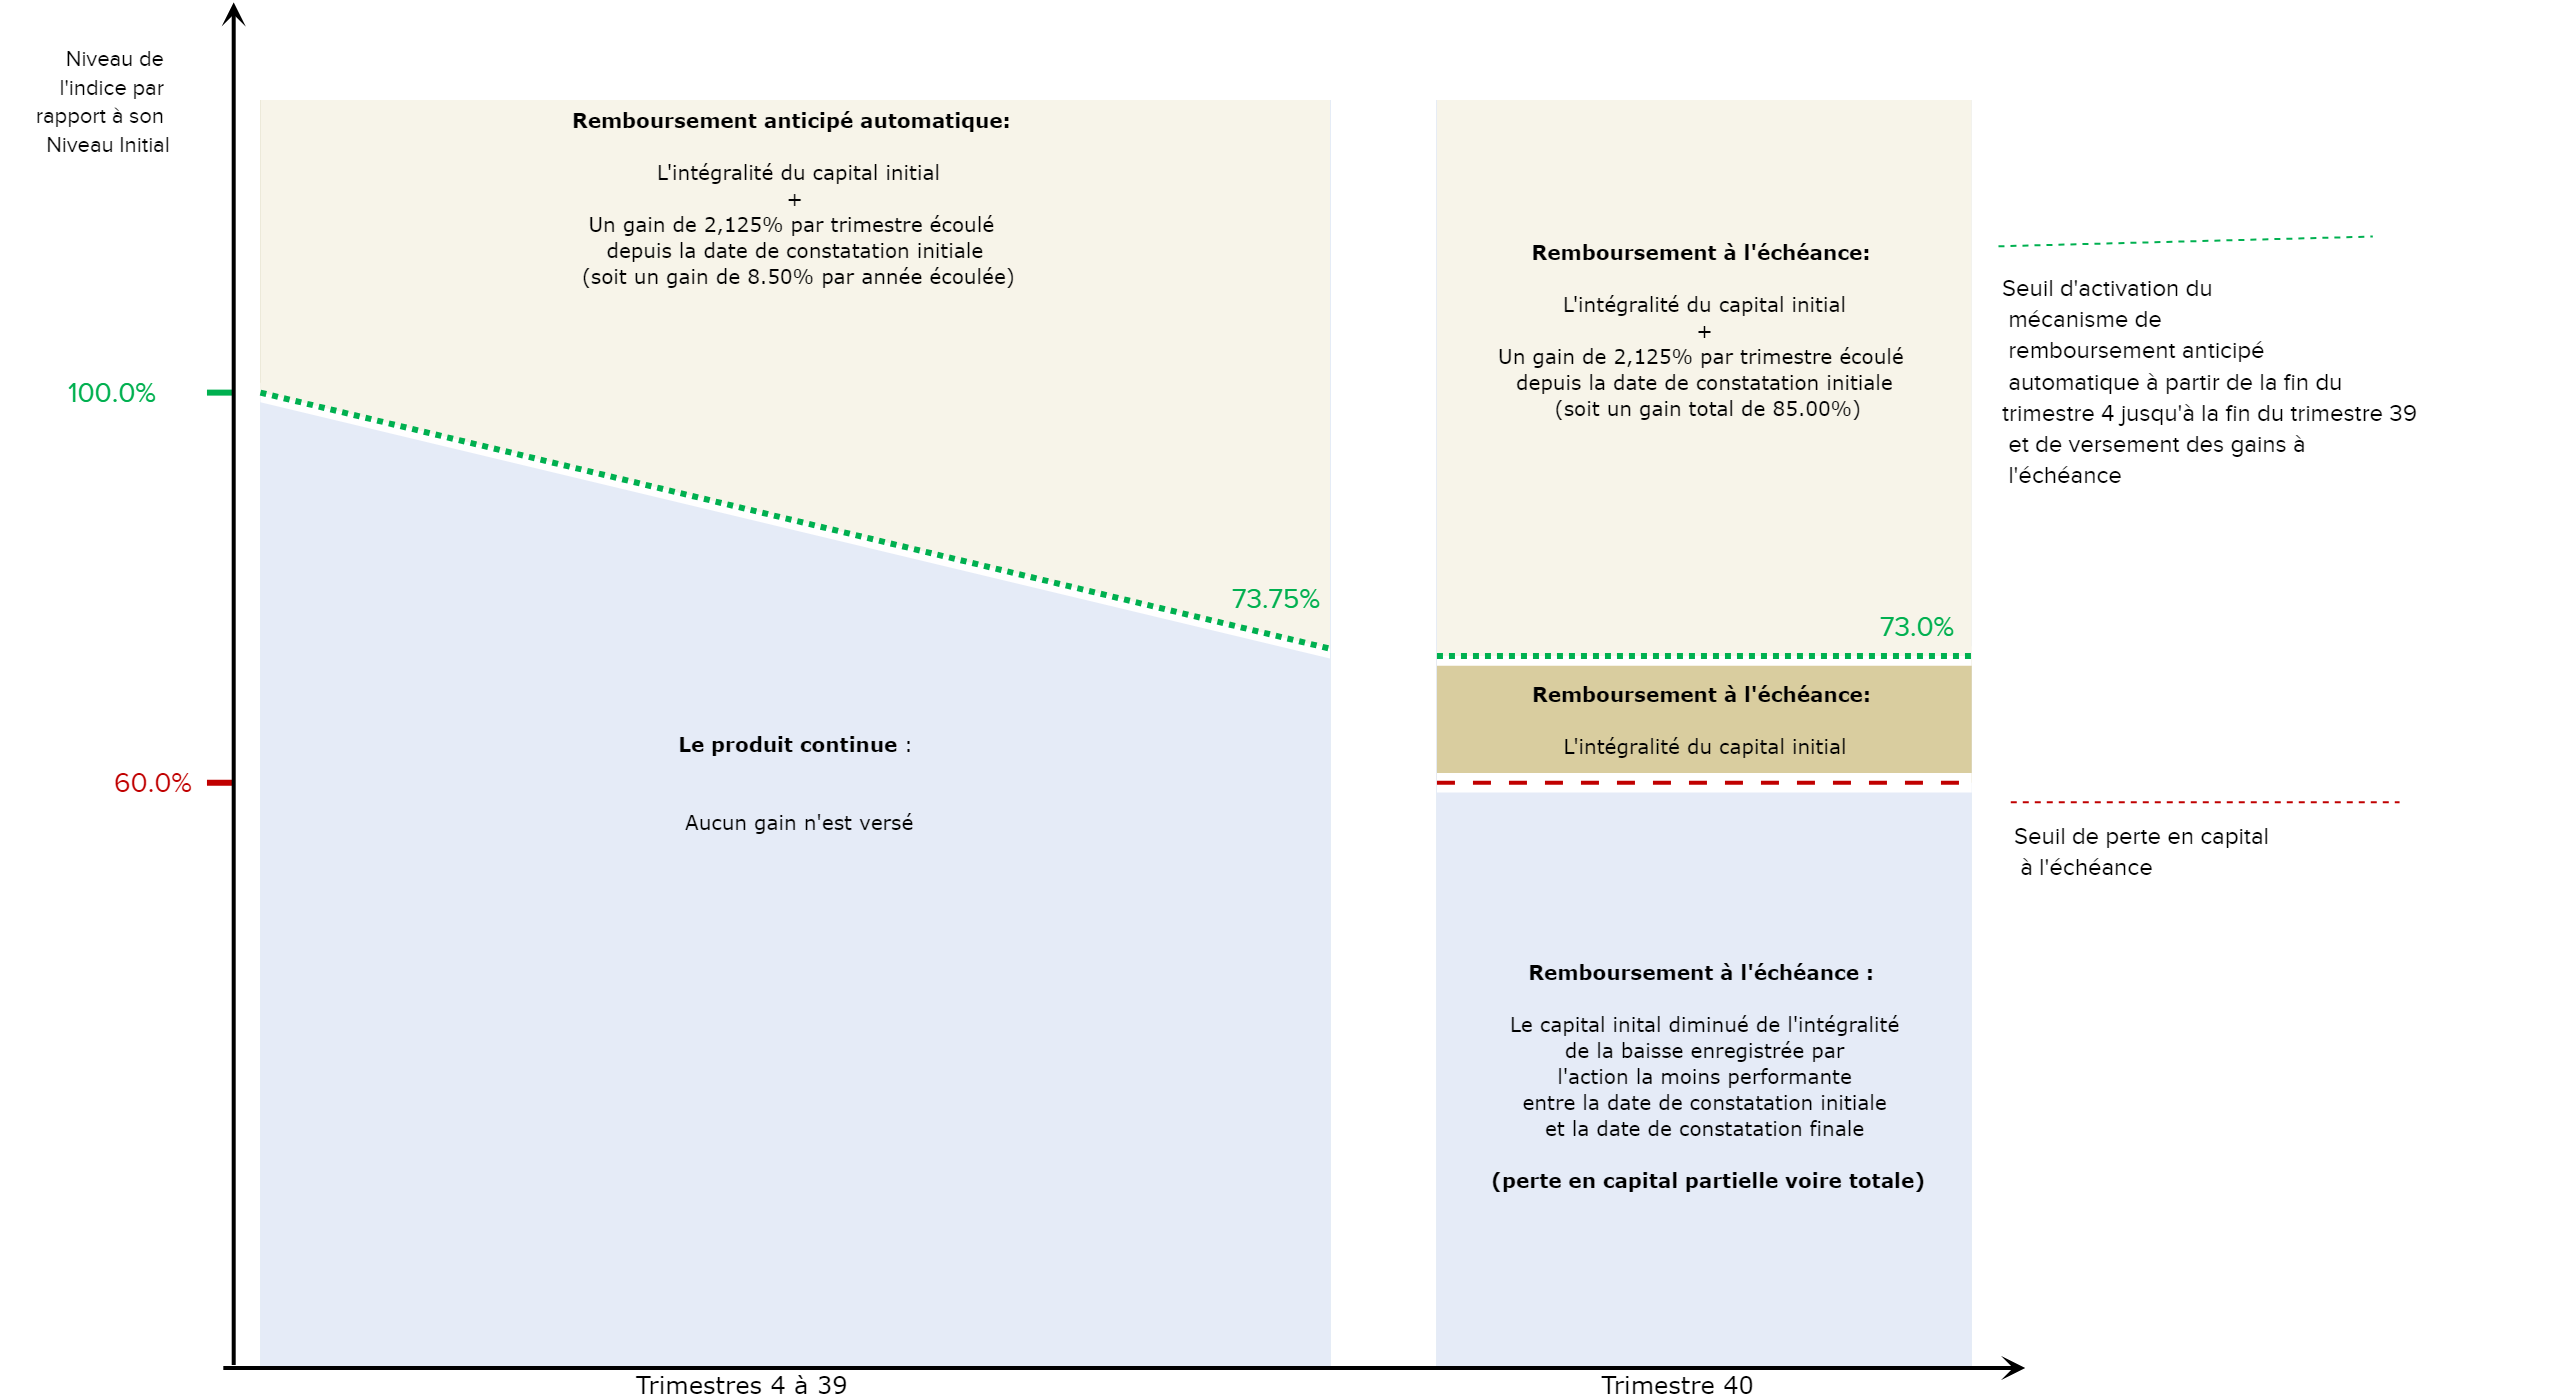 Niveau de
l'indice par
rapport à son
Niveau Initial
100.0%
60.0%
Remboursement anticipé automatique:
L'intégralité du capital initial
+
Un gain de 2,125% par trimestre écoulé
depuis la date de constatation initiale
(soit un gain de 8.50% par année écoulée)
73.75%
Le produit continue :
Aucun gain n'est versé
Remboursement à l'échéance:
L'intégralité du capital initial
+
Un gain de 2,125% par trimestre écoulé
depuis la date de constatation initiale
(soit un gain total de 85.00%)
73.0%
Remboursement à l'échéance:
L'intégralité du capital initial
Remboursement à l'échéance :
Le capital inital diminué de l'intégralité
de la baisse enregistrée par
l'action la moins performante
entre la date de constatation initiale
et la date de constatation finale
(perte en capital partielle voire totale)
Seuil d'activation du
mécanisme de
remboursement anticipé
automatique à partir de la fin du
trimestre 4 jusqu'à la fin du trimestre 39
et de versement des gains à
l'échéance
Seuil de perte en capital
à l'échéance
Trimestres 4 à 39
Trimestre 40